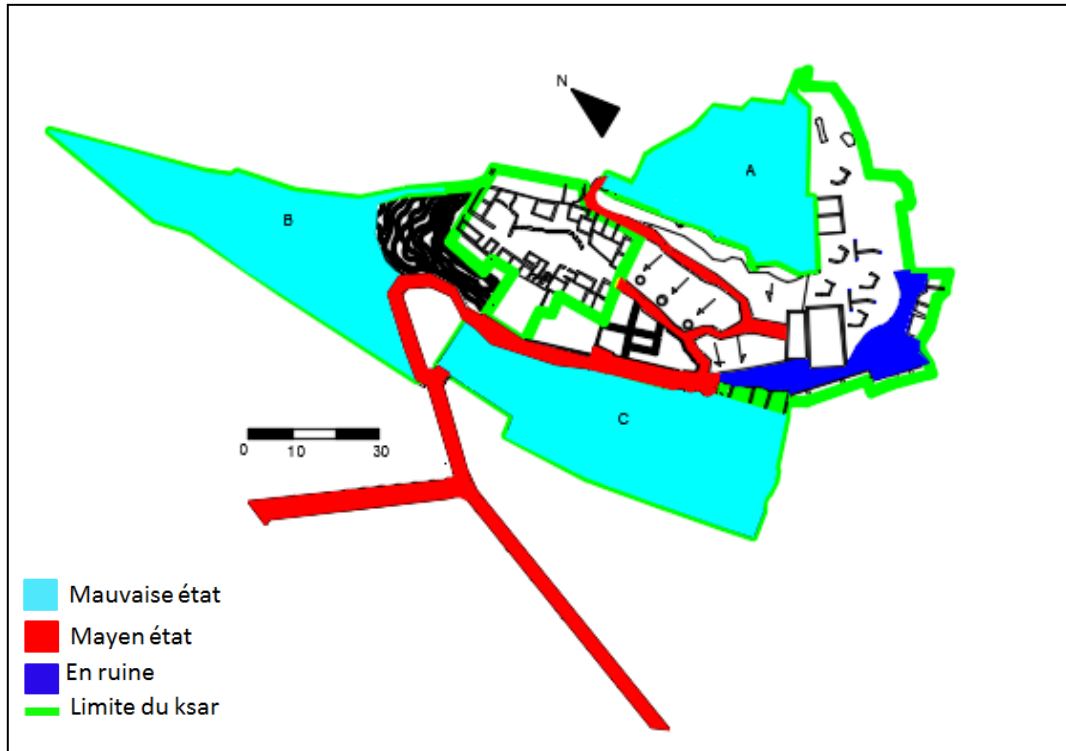 N
A
B
C
0 10 30
Mauvaise état
Mayen état
En ruine
Limite du ksar